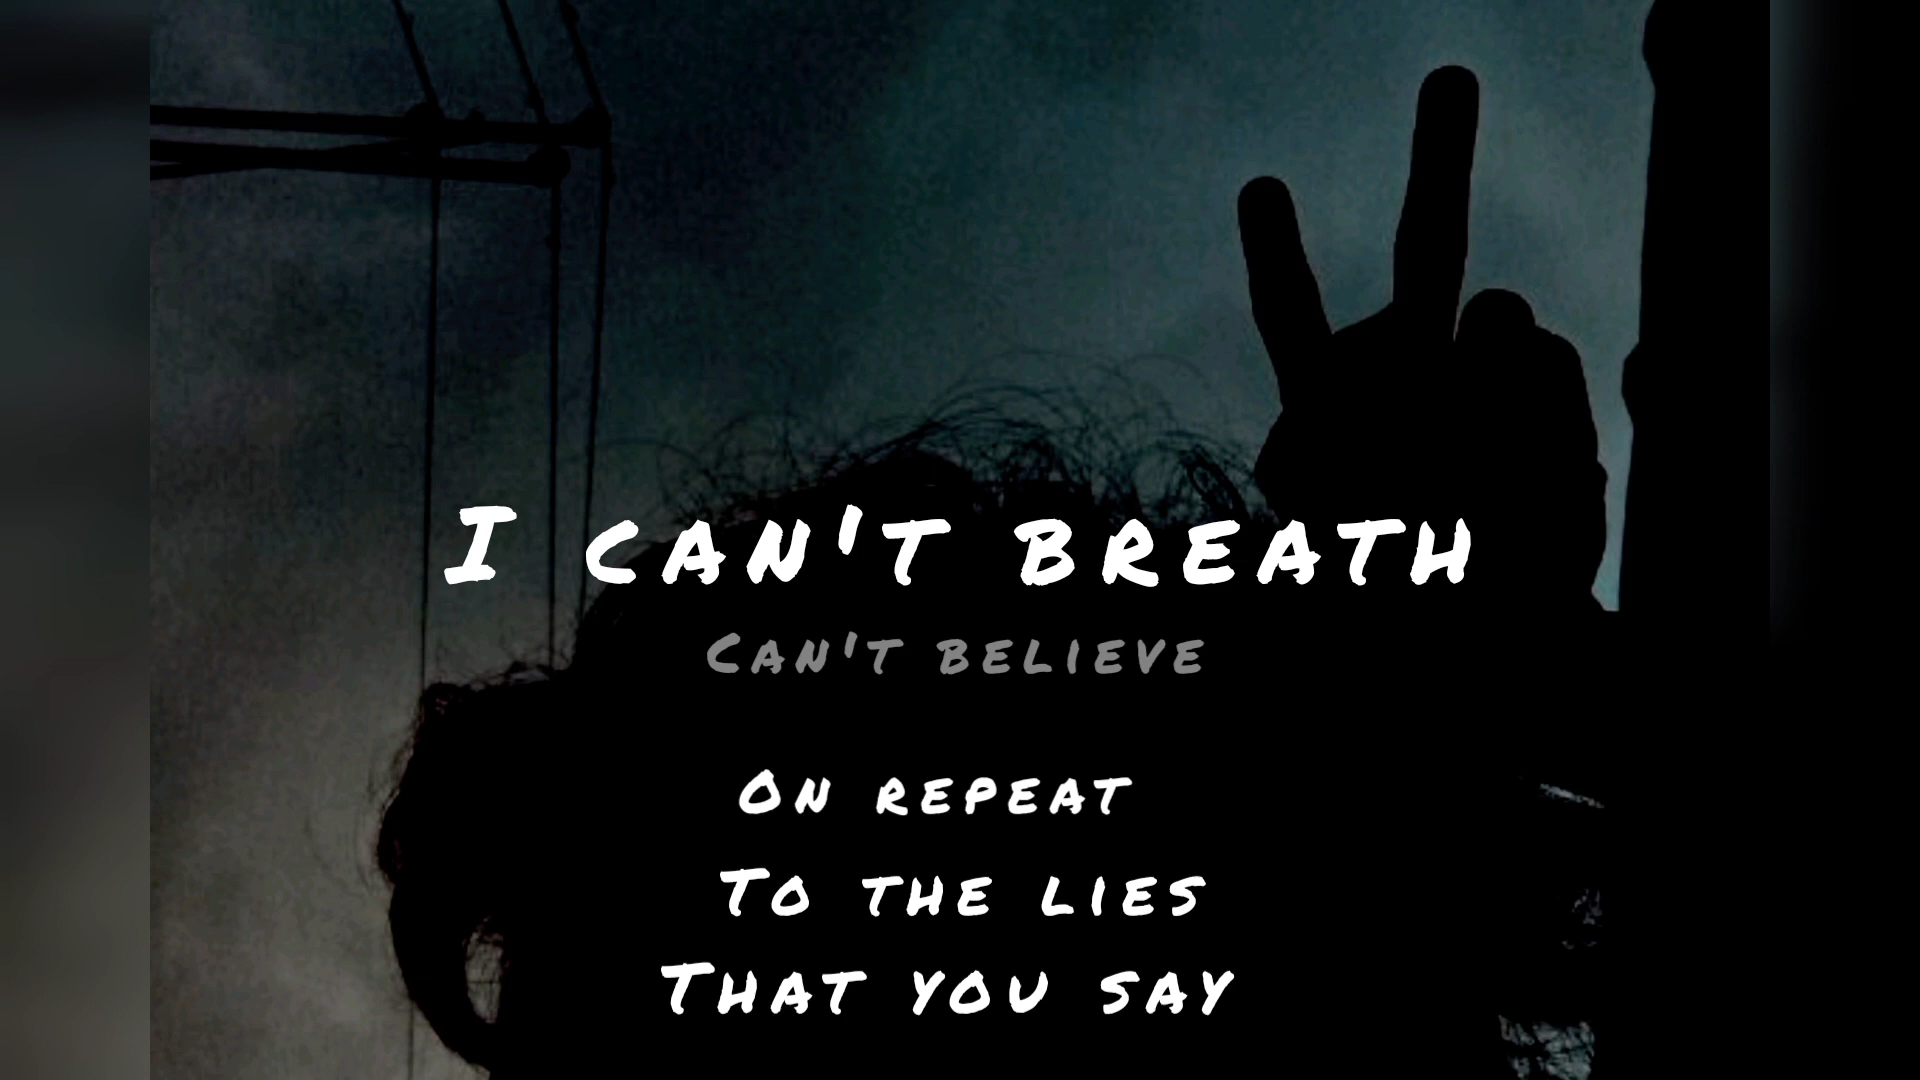 I can't breath
Can't believe
On repeat
To the lies
That you say